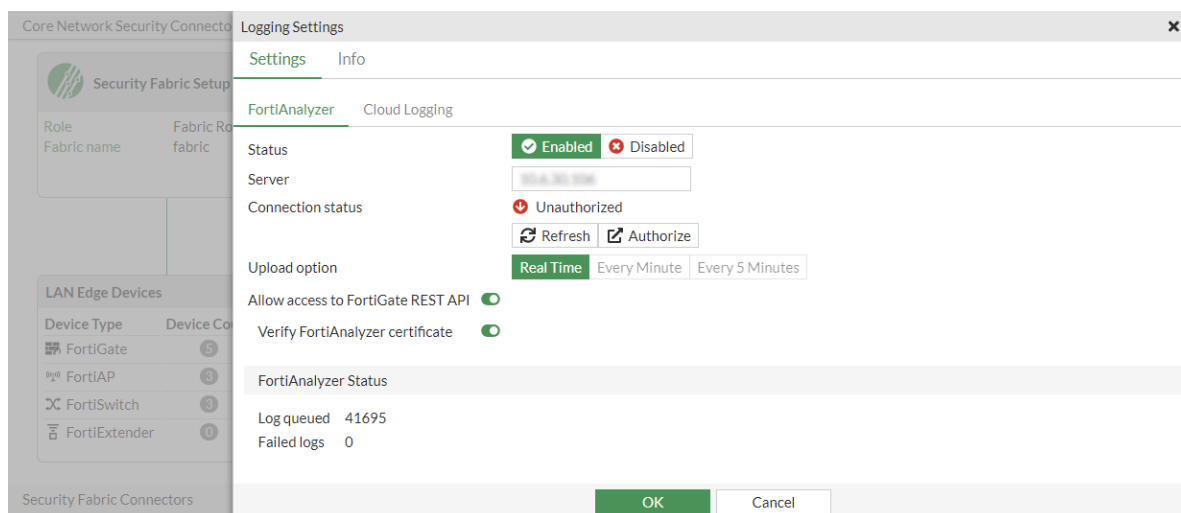 Core Network Security Connecto
Logging Settings
Settings Info
Security Fabric Setup
FortiAnalyzer Cloud Logging
Role Fabric Ro
Fabric name fabric
Status Enabled Disabled
Server
Connection status Unauthorized
Refresh Authorize
Upload option Real Time Every Minute Every 5 Minutes
LAN Edge Devices
Allow access to FortiGate REST API
Device Type Device Co
Verify FortiAnalyzer certificate
FortiGate 5
FortiAP 3
FortiSwitch 3
FortiExtender 0
FortiAnalyzer Status
Log queued 41695
Failed logs 0
Security Fabric Connectors
OK Cancel